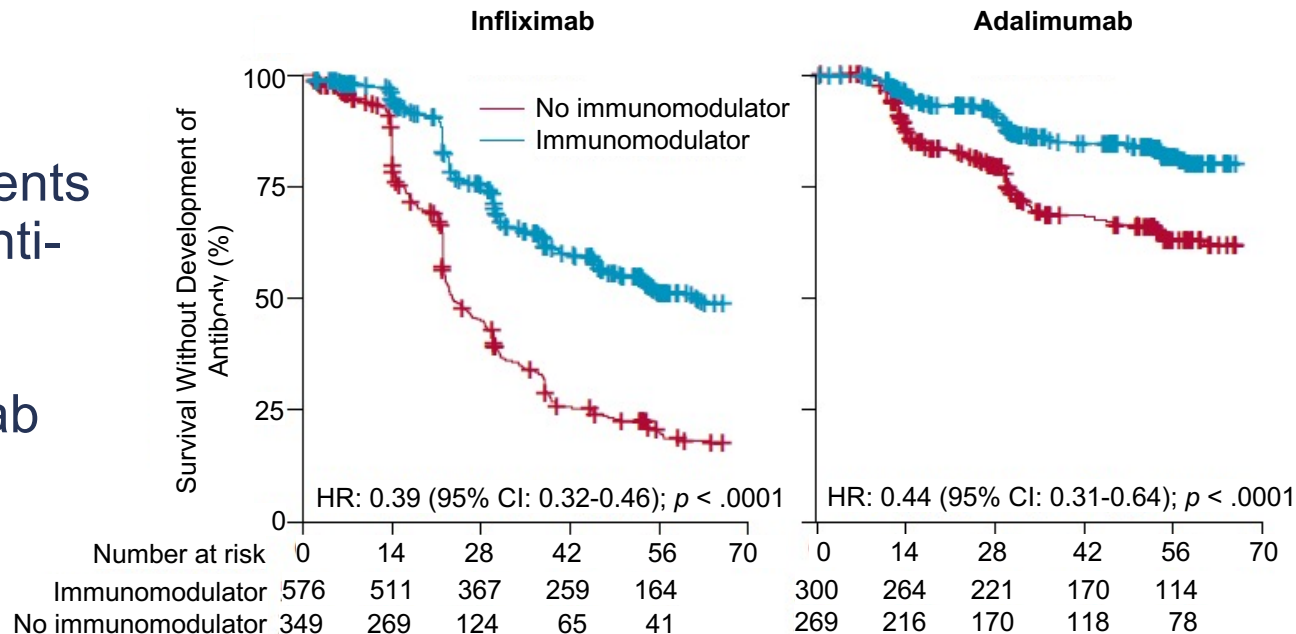 ents
nti-
ab
Infliximab
Adalimumab
Survival Without Development of
Antibody (%)
100
75
50
25
0
No immunomodulator
Immunomodulator
HR: 0.39 (95% CI: 0.32-0.46); p < .0001
HR: 0.44 (95% CI: 0.31-0.64); p < .0001
Number at risk
0 14 28 42 56 70
0 14 28 42 56 70
Immunomodulator 576 511 367 259 164
300 264 221 170 114
No immunomodulator 349 269 124 65 41
269 216 170 118 78